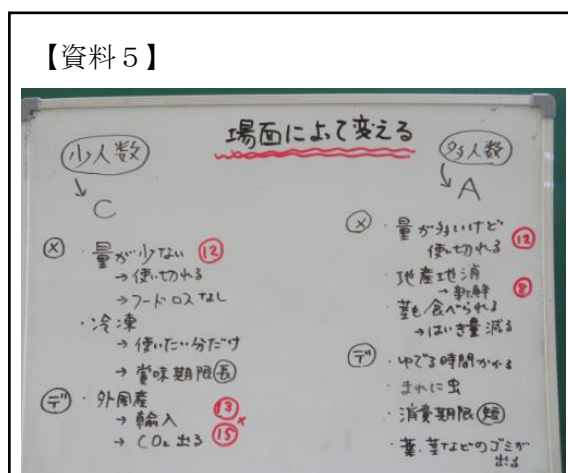 【資料５】
場面によって変える
少人数
↓
C
メ ・量が少ない ⑫
→使い切れる
→フードロスなし
・冷凍
→使いたい分だけ
→賞味期限長
デ ・外国産
→輸入 ⑬
→CO₂出る ⑮
多人数
↓
A
メ ・量が多いけど
使い切れる ⑫
・地産地消
→新鮮 ⑧
・茎も食べられる
→はいき量減る
デ ・ゆでる時間かかる
・まれに虫
・消費期限短
・葉、茎などのゴミが
出る